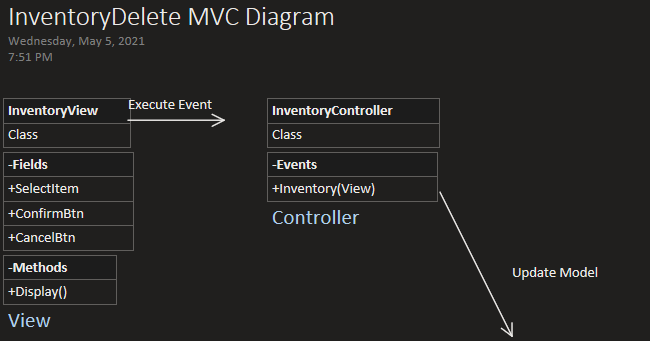 InventoryDelete MVC Diagram
Wednesday, May 5, 2021
7:51 PM
InventoryView
Class
-Fields
+SelectItem
+ConfirmBtn
+CancelBtn
-Methods
+Display()
View
Execute Event
InventoryController
Class
-Events
+Inventory(View)
Controller
Update Model